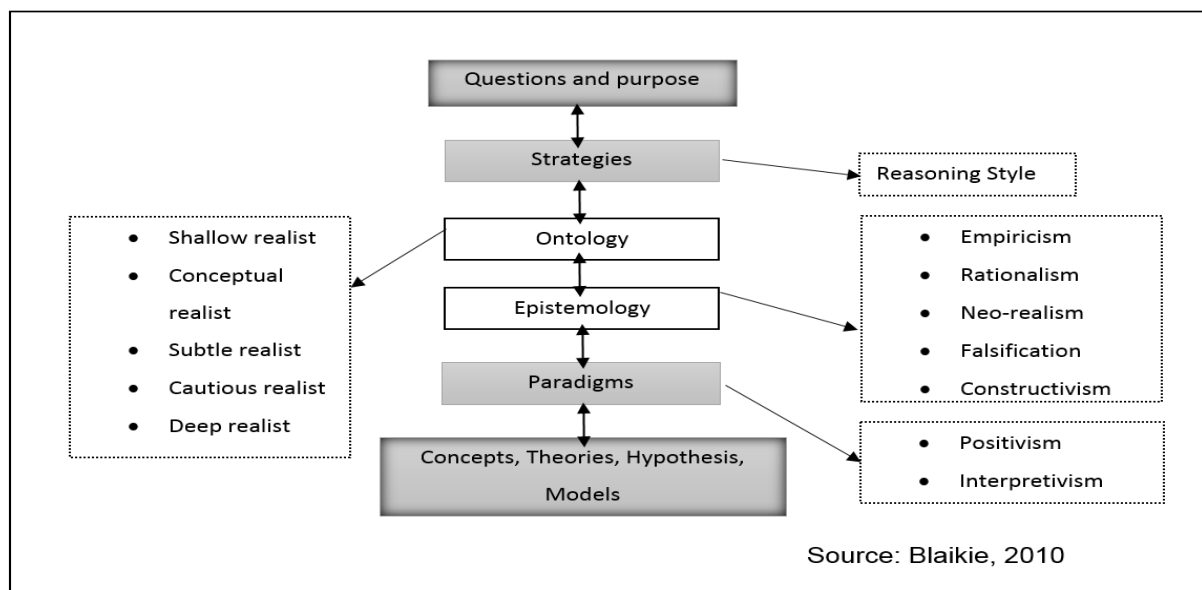 Questions and purpose
Strategies
Reasoning Style
Ontology
Epistemology
Paradigms
Concepts, Theories, Hypothesis,
Models
● Shallow realist
● Conceptual
realist
● Subtle realist
● Cautious realist
● Deep realist
● Empiricism
● Rationalism
● Neo-realism
● Falsification
● Constructivism
● Positivism
● Interpretivism
Source: Blaikie, 2010